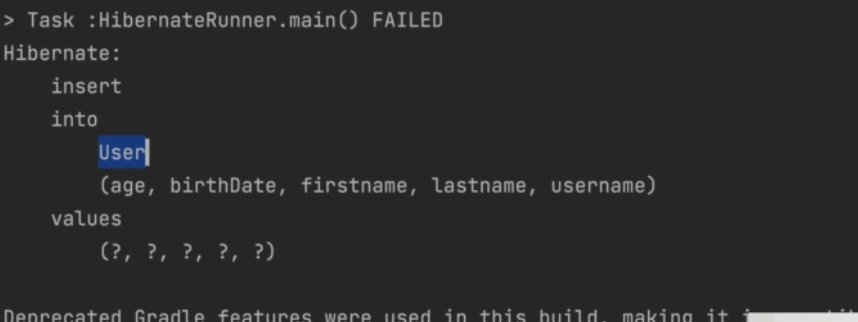 > Task :HibernateRunner.main() FAILED
Hibernate:
insert
into
User
(age, birthDate, firstname, lastname, username)
values
(?, ?, ?, ?, ?)
Deprecated Gradle features were used in this build, making it